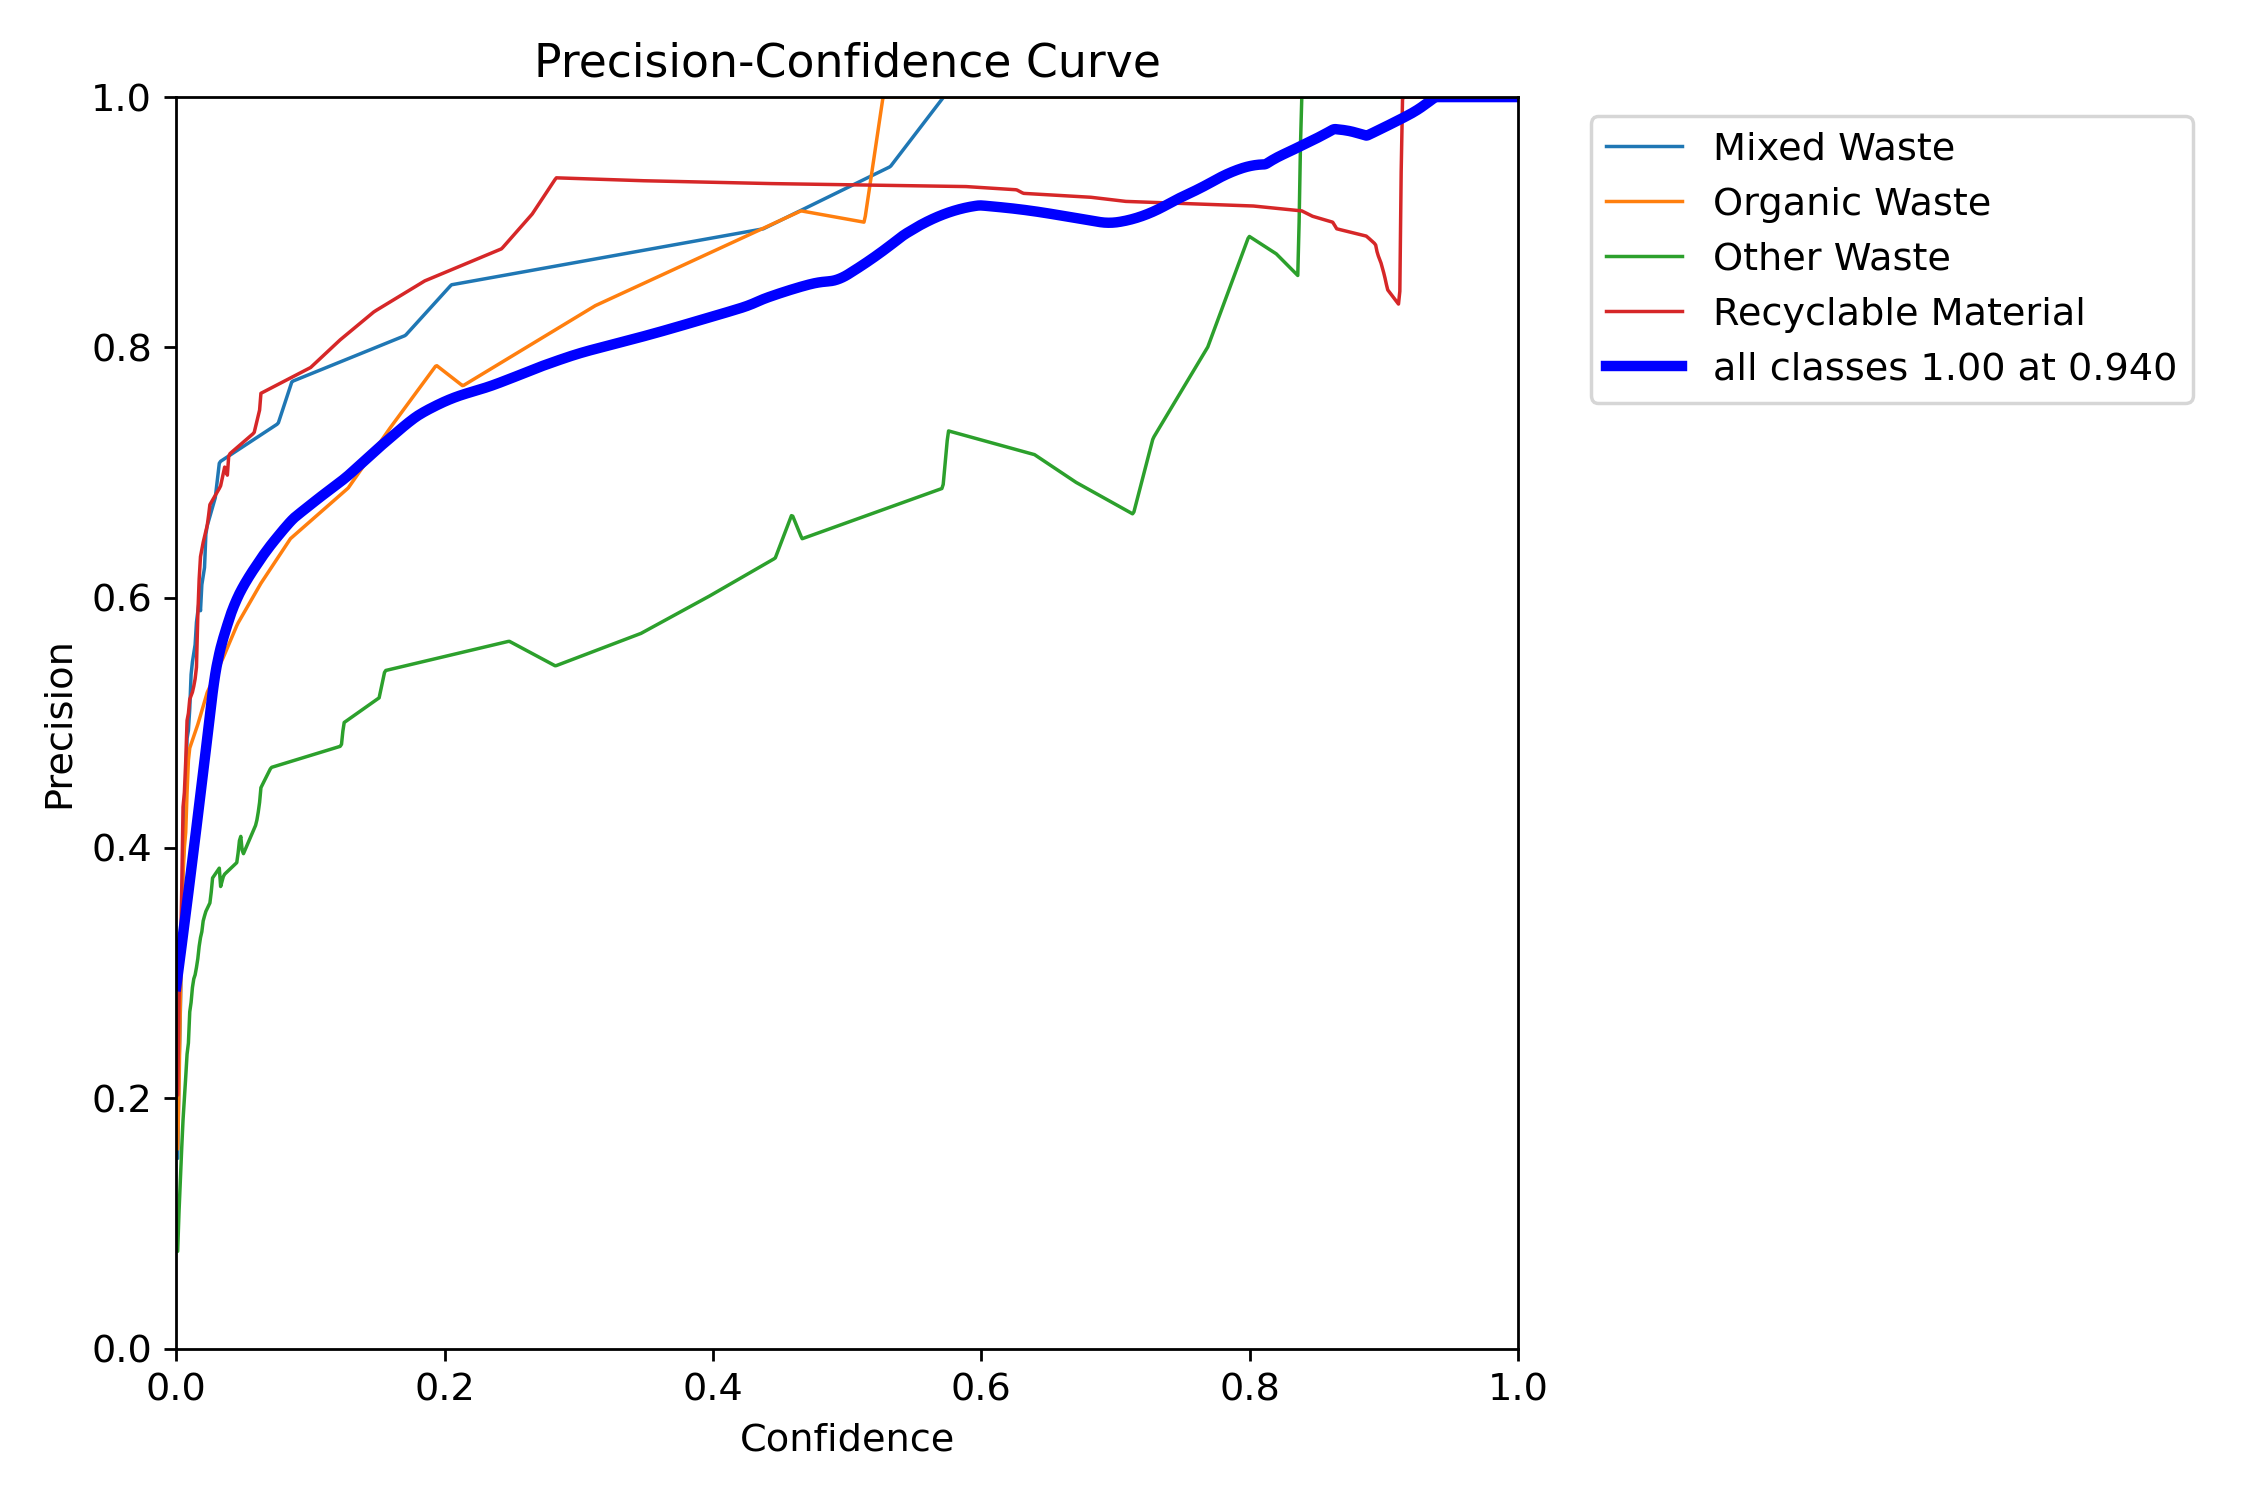 Precision-Confidence Curve
1.0
0.8
0.6
0.4
0.2
0.0
Precision
0.0 0.2 0.4 0.6 0.8 1.0
Confidence
Mixed Waste
Organic Waste
Other Waste
Recyclable Material
all classes 1.00 at 0.940